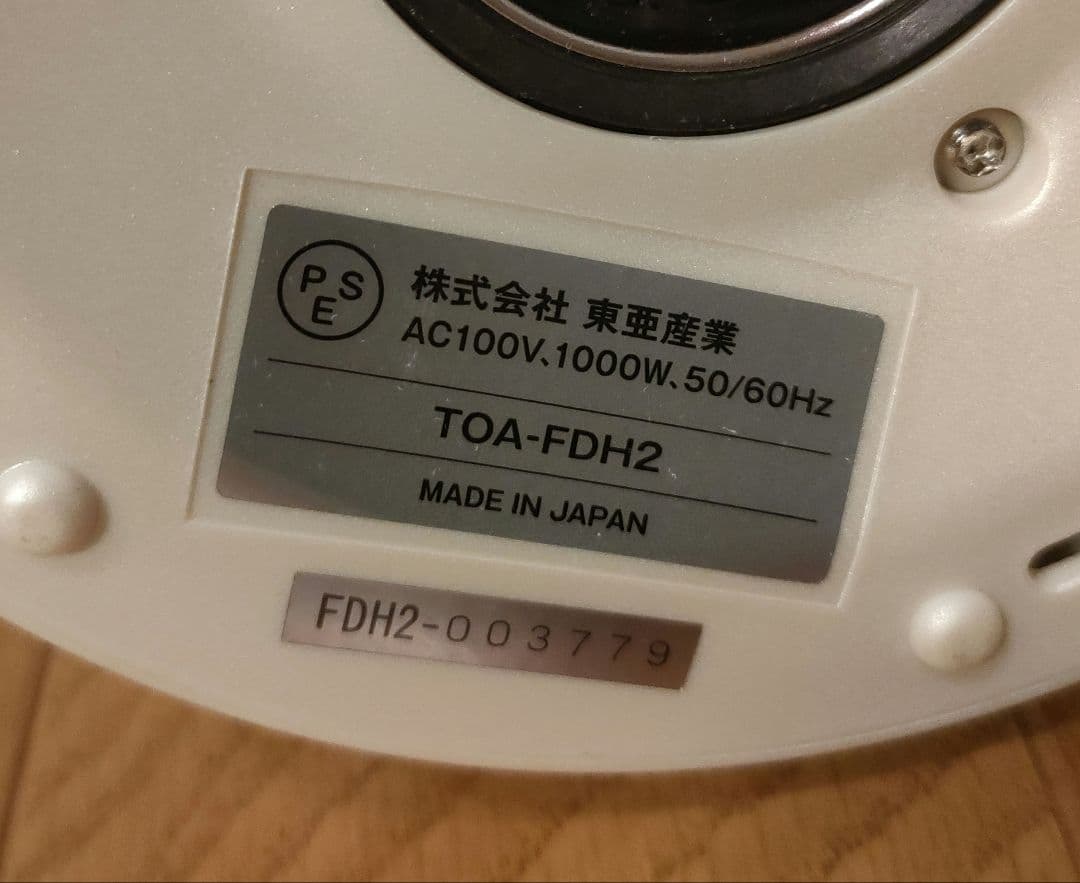 PSE
株式会社 東亜産業
AC100V、1000W、50/60Hz
TOA-FDH2
MADE IN JAPAN
FDH2-003779